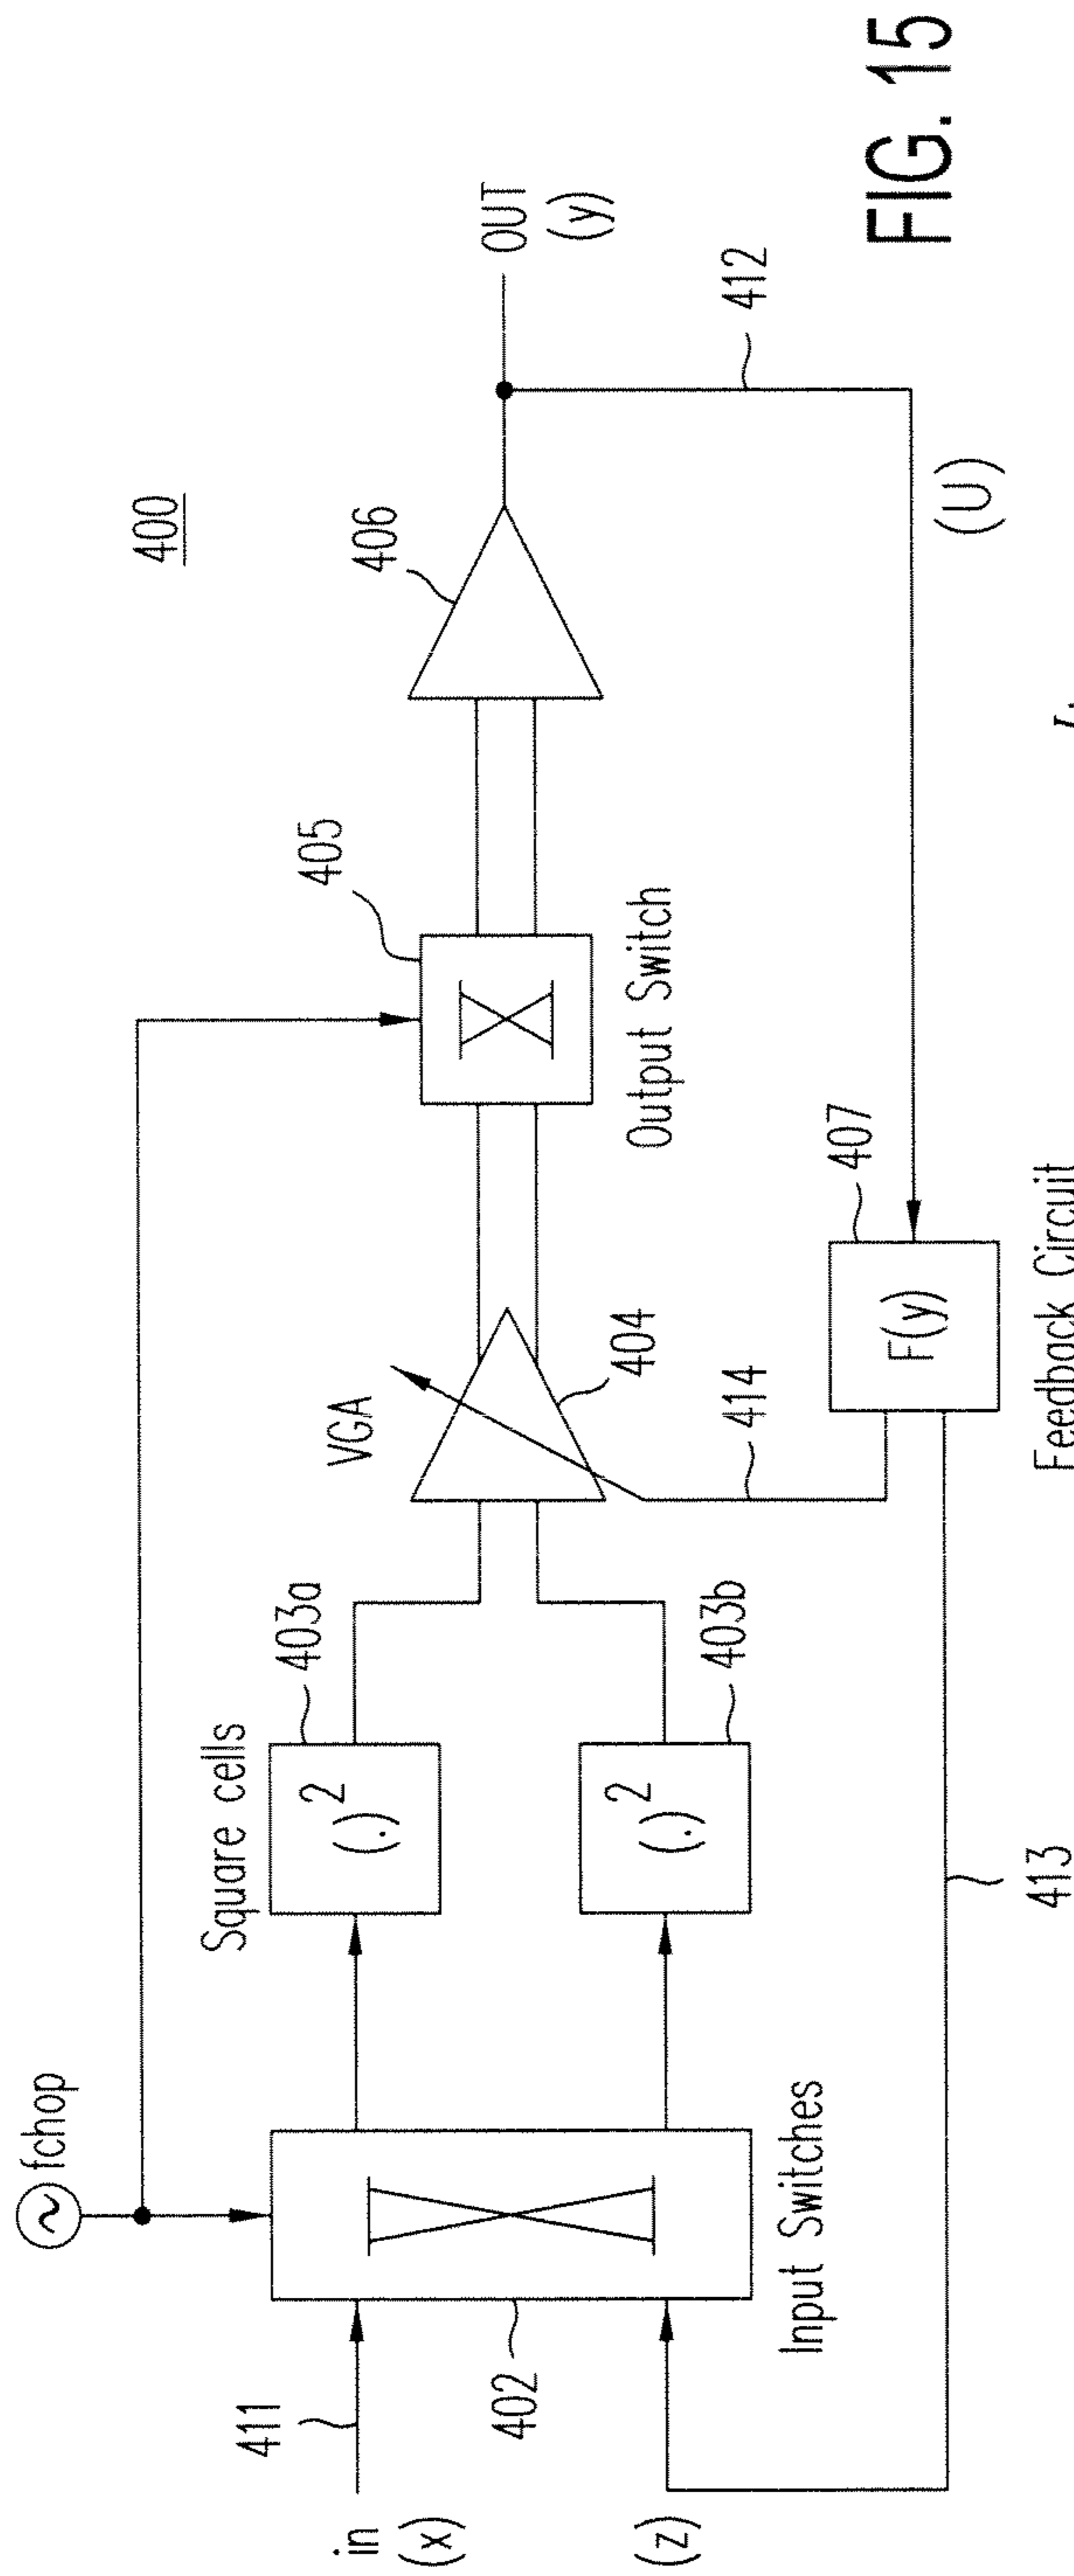 400
fchop
in
(x)
411
402
(z)
Input Switches
Square cells
403a
(.)2
403b
(.)2
VGA
404
414
405
Output Switch
406
OUT
(y)
412
(U)
407
F(y)
Feedback Circuit
413
FIG. 15